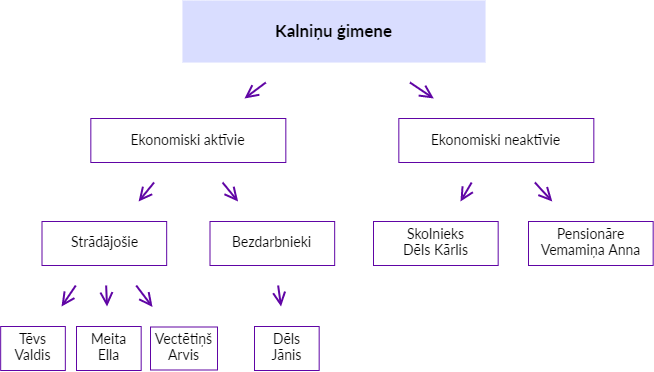 Kalniņu ģimene
Ekonomiski aktīvie
Ekonomiski neaktīvie
Strādājošie
Bezdarbnieki
Skolnieks
Dēls Kārlis
Pensionāre
Vemamiņa Anna
Tēvs
Valdis
Meita
Ella
Vectētiņš
Arvis
Dēls
Jānis